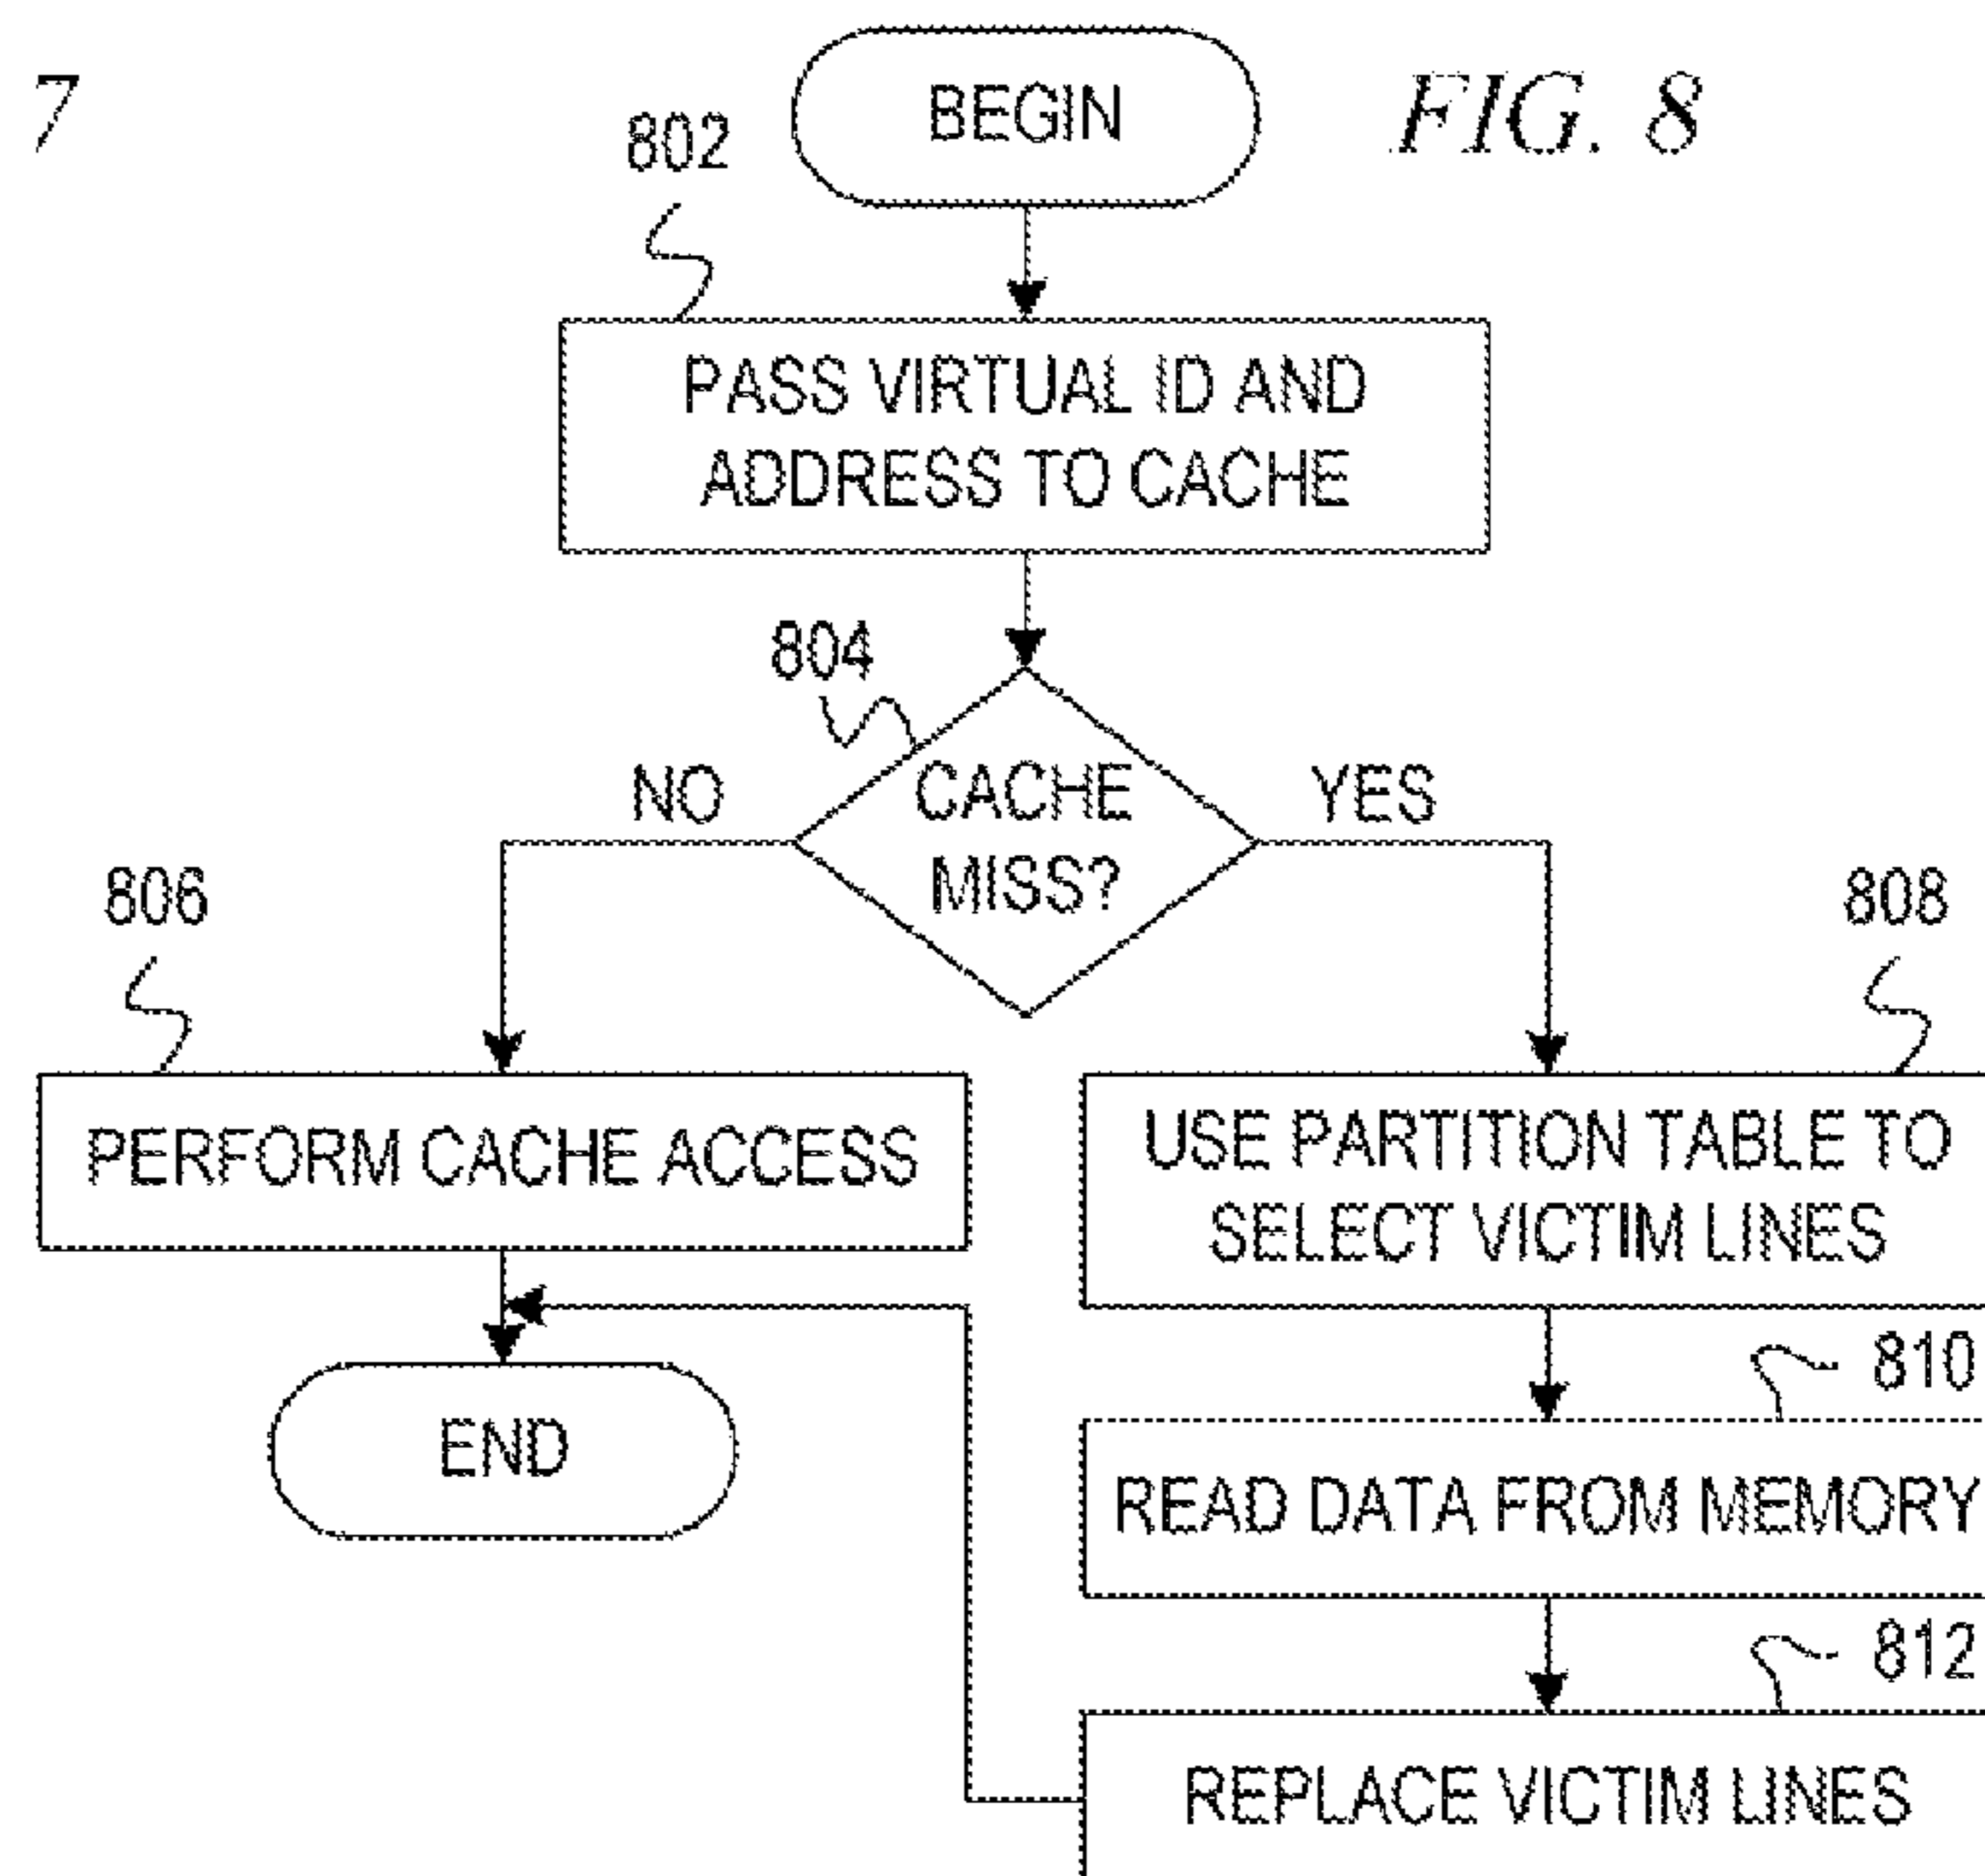 7
FIG. 8
BEGIN
802
PASS VIRTUAL ID AND
ADDRESS TO CACHE
804
CACHE
MISS?
NO
YES
806
PERFORM CACHE ACCESS
808
USE PARTITION TABLE TO
SELECT VICTIM LINES
END
810
READ DATA FROM MEMORY
812
REPLACE VICTIM LINES